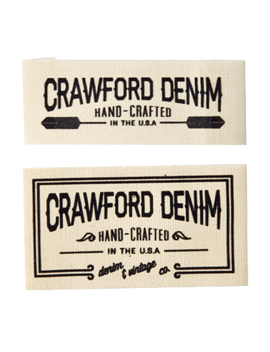 CRAWFORD DENIM
HAND-CRAFTED
IN THE U.S.A
CRAWFORD DENIM
HAND-CRAFTED
IN THE U.S.A
denim & vintage co.